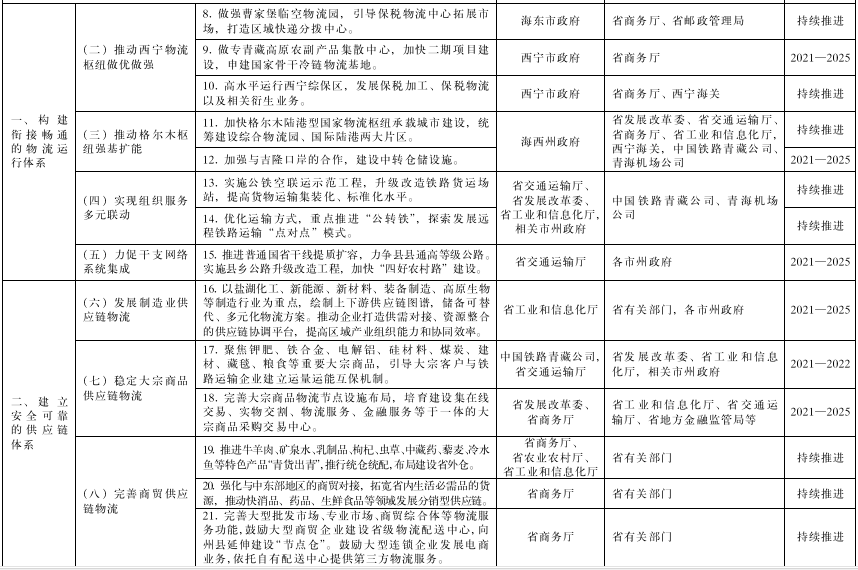 一、构建
衔接畅通
的物流运
行体系
（二）推动西宁物流
枢纽做优做强
8. 做强曹家堡临空物流园，引导保税物流中心拓展市
场，打造区域快递分拨中心。
海东市政府
省商务厅、省邮政管理局
持续推进
9. 做专青藏高原农副产品集散中心，加快二期项目建
设，申建国家骨干冷链物流基地。
西宁市政府
省商务厅
2021—2025
10. 高水平运行西宁综保区，发展保税加工、保税物流
以及相关衍生业务。
西宁市政府
省商务厅、西宁海关
持续推进
（三）推动格尔木枢
纽强基扩能
11. 加快格尔木陆港型国家物流枢纽承载城市建设，统
筹建设综合物流园、国际陆港两大片区。
海西州政府
省发展改革委、省交通运输厅、
省商务厅、省工业和信息化厅，
西宁海关，中国铁路青藏公司、
青海机场公司
持续推进
12. 加强与吉隆口岸的合作，建设中转仓储设施。
2021—2025
（四）实现组织服务
多元联动
13. 实施公铁空联运示范工程，升级改造铁路货运场
站，提高货物运输集装化、标准化水平。
省交通运输厅、
省发展改革委、
省工业和信息化厅，
相关市州政府
中国铁路青藏公司、青海机场
公司
持续推进
14. 优化运输方式，重点推进“公转铁”，探索发展远
程铁路运输“点对点”模式。
持续推进
（五）力促干支网络
系统集成
15. 推进普通国省干线提质扩容，力争县县通高等级公路。
实施县乡公路升级改造工程，加快“四好农村路”建设。
省交通运输厅
各市州政府
2021—2025
二、建立
安全可靠
的供应链
体系
（六）发展制造业供
应链物流
16. 以盐湖化工、新能源、新材料、装备制造、高原生物
等制造行业为重点，绘制上下游供应链图谱，储备可替
代、多元化物流方案。推动企业打造供需对接、资源整合
的供应链协调平台，提高区域产业组织能力和协同效率。
省工业和信息化厅
省有关部门，各市州政府
2021—2025
（七）稳定大宗商品
供应链物流
17. 聚焦钾肥、铁合金、电解铝、硅材料、煤炭、建
材、藏毯、粮食等重要大宗商品，引导大宗客户与铁
路运输企业建立运量运能互保机制。
中国铁路青藏公司，
省交通运输厅
省发展改革委、省工业和信息
化厅，相关市州政府
2021—2022
18. 完善大宗商品物流节点设施布局，培育建设集在线
交易、实物交割、物流服务、金融服务等于一体的大
宗商品采购交易中心。
省发展改革委、
省商务厅
省工业和信息化厅、省交通运
输厅、省地方金融监管局等
2021—2025
（八）完善商贸供应
链物流
19. 推进牛羊肉、矿泉水、乳制品、枸杞、虫草、中藏药、藜麦、冷水
鱼等特色产品“青货出青”，推行统仓统配，布局建设省外仓。
省商务厅、
省农业农村厅、
省工业和信息化厅
省有关部门
持续推进
20. 强化与中东部地区的商贸对接，拓宽省内生活必需品的货
源，推动快消品、药品、生鲜食品等领域发展分销型供应链。
省商务厅
省有关部门
持续推进
21. 完善大型批发市场、专业市场、商贸综合体等物流服
务功能，鼓励大型商贸企业建设省级物流配送中心，向
州县延伸建设“节点仓”。鼓励大型连锁企业发展电商
业务，依托自有配送中心提供第三方物流服务。
省商务厅
省有关部门
持续推进